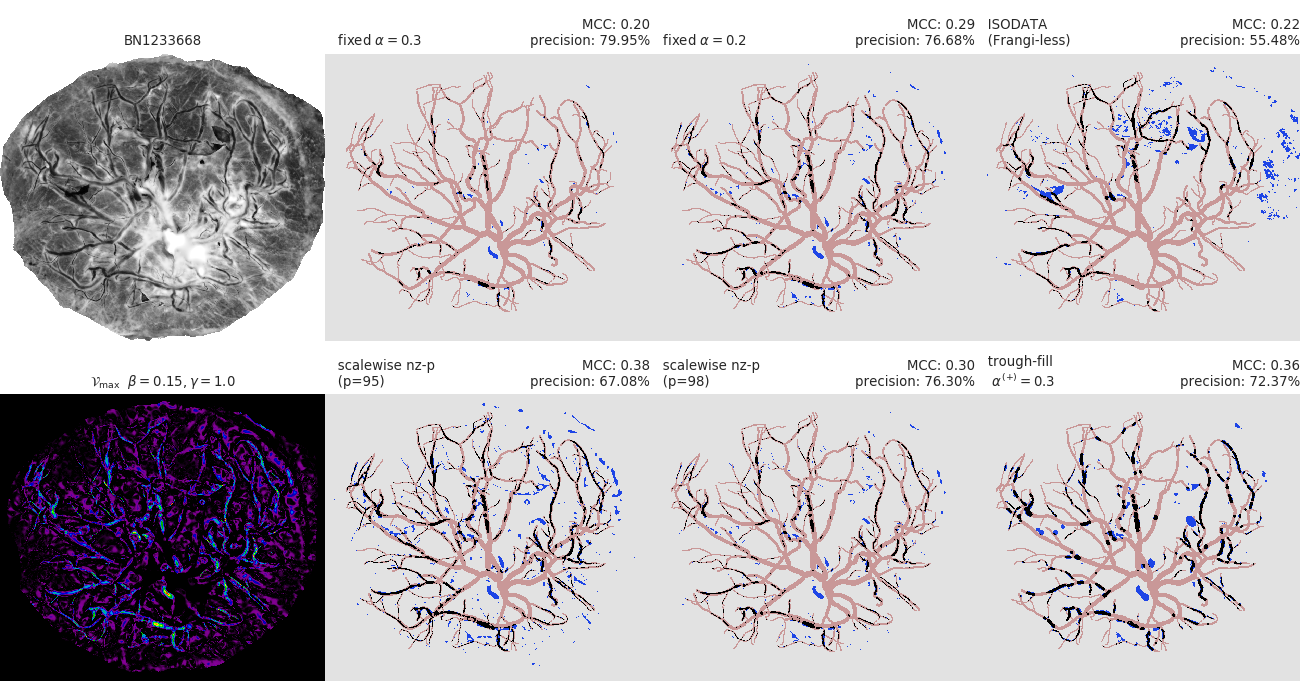 BN1233668
fixed α = 0.3
MCC: 0.20
precision: 79.95%
fixed α = 0.2
MCC: 0.29
precision: 76.68%
ISODATA
(Frangi-less)
MCC: 0.22
precision: 55.48%
𝒱max β = 0.15, γ = 1.0
scalewise nz-p
(p=95)
MCC: 0.38
precision: 67.08%
scalewise nz-p
(p=98)
MCC: 0.30
precision: 76.30%
trough-fill
α(+) = 0.3
MCC: 0.36
precision: 72.37%